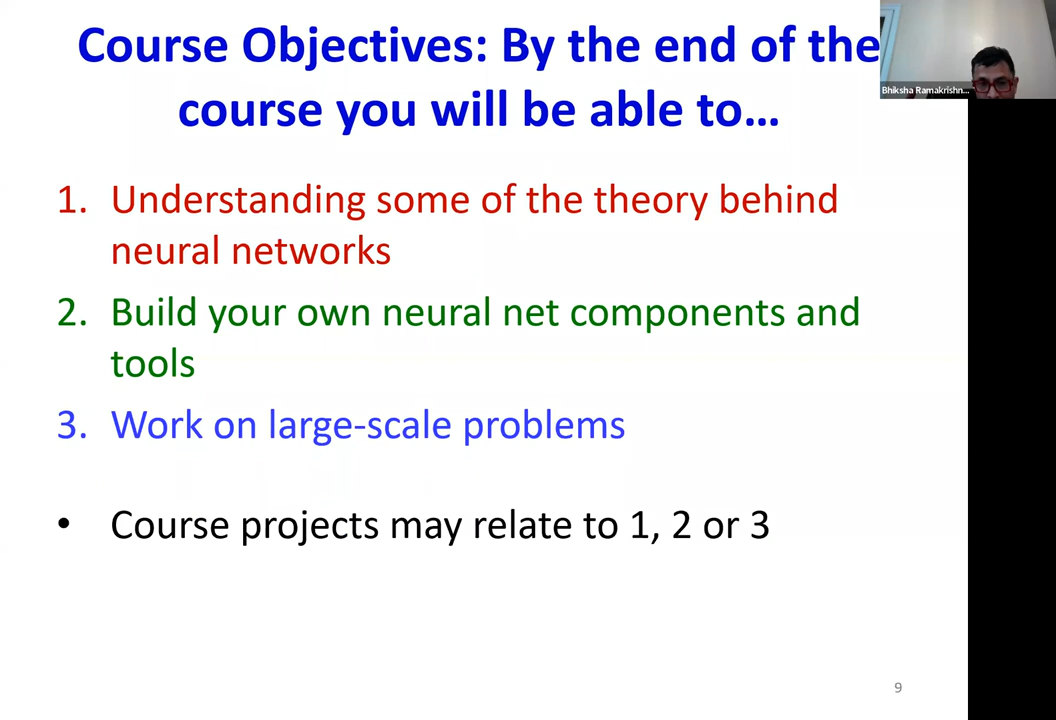 Course Objectives: By the end of the
course you will be able to...
Bhiksha Ramakrishn...
1. Understanding some of the theory behind
neural networks
2. Build your own neural net components and
tools
3. Work on large-scale problems
• Course projects may relate to 1, 2 or 3
9